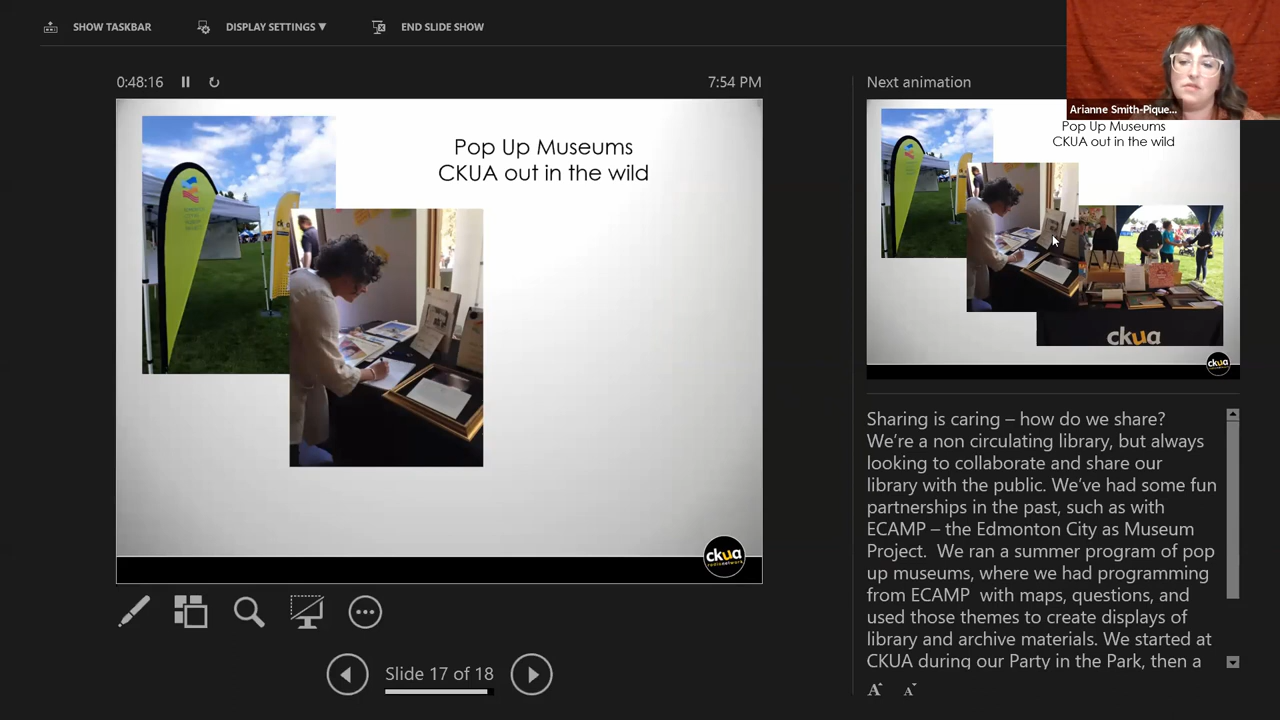 SHOW TASKBAR
DISPLAY SETTINGS ▼
END SLIDE SHOW
0:48:16
7:54 PM
Next animation
Arianne Smith-Pique...
Pop Up Museums
CKUA out in the wild
ckua
radionetwork
Pop Up Museums
CKUA out in the wild
ckua
ckua
Sharing is caring – how do we share?
We're a non circulating library, but always
looking to collaborate and share our
library with the public. We've had some fun
partnerships in the past, such as with
ECAMP – the Edmonton City as Museum
Project.  We ran a summer program of pop
up museums, where we had programming
from ECAMP  with maps, questions, and
used those themes to create displays of
library and archive materials. We started at
CKUA during our Party in the Park, then a
Slide 17 of 18
A
A